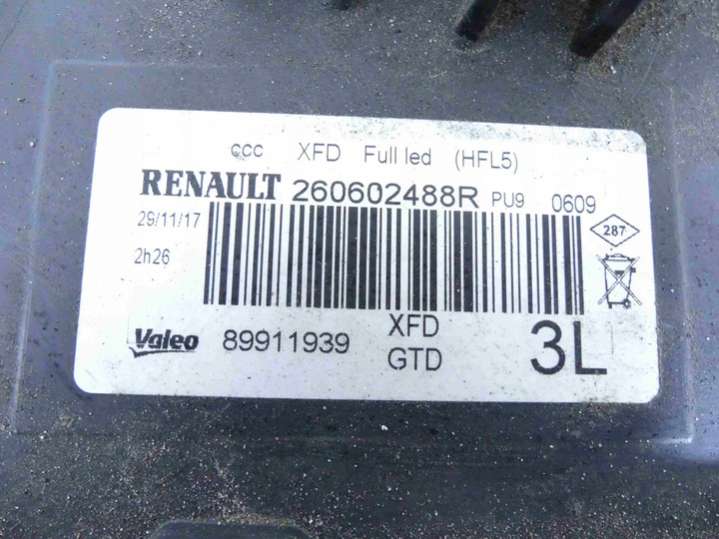 ccc XFD Full led (HFL5)
RENAULT 260602488R PU9 0609
29/11/17
287
2h26
Valeo 89911939 XFD
GTD
3L